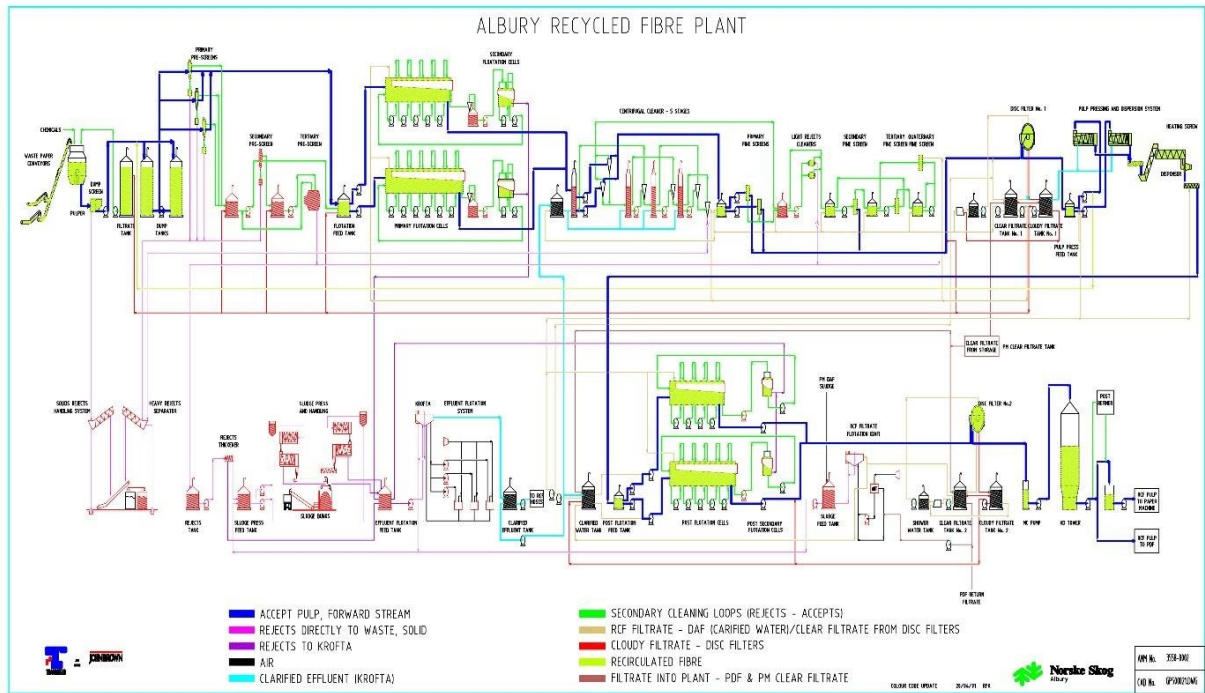 ALBURY RECYCLED FIBRE PLANT
PRIMARY
PRE-SCREENS
SECONDARY
FLOATATION CELLS
CHEMICALS
WASTE PAPER
CONVEYORS
DUMP
SCREEN
PULPER
FILTRATE
TANK
DUMP
TANKS
SECONDARY
PRE-SCREEN
TERTIARY
PRE-SCREEN
FLOTATION
FEED TANK
PRIMARY FLOTATION CELLS
CENTRIFUGAL CLEANER - 5 STAGES
PRIMARY
FINE SCREENS
LIGHT REJECTS
CLEANERS
SECONDARY
FINE SCREEN
TERTIARY
FINE SCREEN
QUATERNARY
FINE SCREEN
DISC FILTER No. 1
PULP PRESSING AND DISPERSION SYSTEM
HEATING SCREW
DISPENSER
CLEAR FILTRATE
TANK No. 1
CLOUDY FILTRATE
TANK No. 1
PULP PRESS
FEED TANK
CLEAR FILTRATE
FROM STORAGE
PM CLEAR FILTRATE TANK
SOLIDS REJECTS
HANDLING SYSTEM
HEAVY REJECTS
SEPARATOR
REJECTS
THICKENER
SLUDGE PRESS
AND HANDLING
KROFTA
EFFLUENT FLOTATION
SYSTEM
REJECTS
TANK
SLUDGE PRESS
FEED TANK
SLUDGE BUNKS
EFFLUENT FLOTATION
FEED TANK
CLARIFIED
EFFLUENT TANK
TO RCF
HOSES
CLARIFIED
WATER TANK
POST FLOTATION
FEED TANK
POST FLOTATION CELLS
POST SECONDARY
FLOTATION CELLS
PM DAF
SLUDGE
SLUDGE
FEED TANK
RCF FILTRATE
FLOTATION (DAF)
DISC FILTER No.2
SHOWER
WATER TANK
CLEAR FILTRATE
TANK No. 2
CLOUDY FILTRATE
TANK No. 2
MC PUMP
HD TOWER
POST
REFINER
RCF PULP
TO PAPER
MACHINE
RCF PULP
TO PDF
PDF RETURN
FILTRATE
ACCEPT PULP, FORWARD STREAM
REJECTS DIRECTLY TO WASTE, SOLID
REJECTS TO KROFTA
AIR
CLARIFIED EFFLUENT (KROFTA)
SECONDARY CLEANING LOOPS (REJECTS - ACCEPTS)
RCF FILTRATE - DAF (CARIFIED WATER)/CLEAR FILTRATE FROM DISC FILTERS
CLOUDY FILTRATE - DISC FILTERS
RECIRCULATED FIBRE
FILTRATE INTO PLANT - PDF & PM CLEAR FILTRATE
JOHN BROWN
COLOUR CODE UPDATE
Norske Skog
Albury